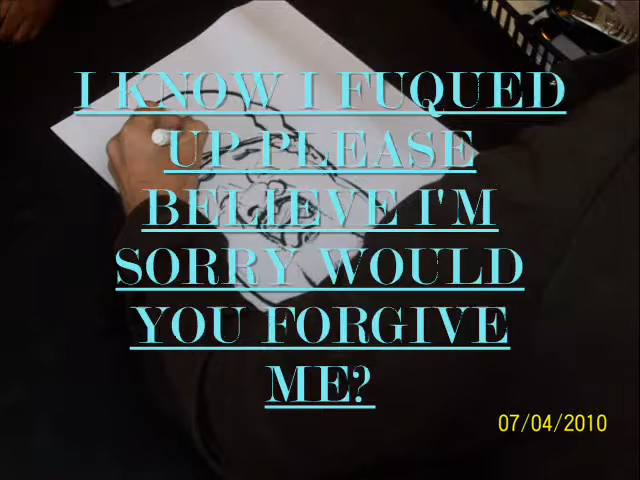 I KNOW I FUQUED
UP PLEASE
BELIEVE I'M
SORRY WOULD
YOU FORGIVE
ME?
07/04/2010